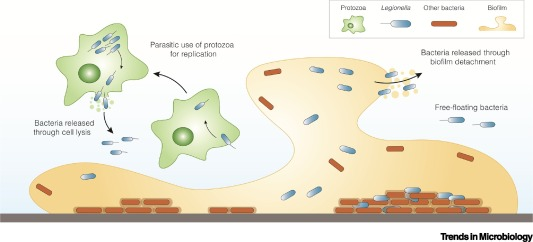 Protozoa
Legionella
Other bacteria
Biofilm
Parasitic use of protozoa
for replication
Bacteria released through
biofilm detachment
Free-floating bacteria
Bacteria released
through cell lysis
Trends in Microbiology